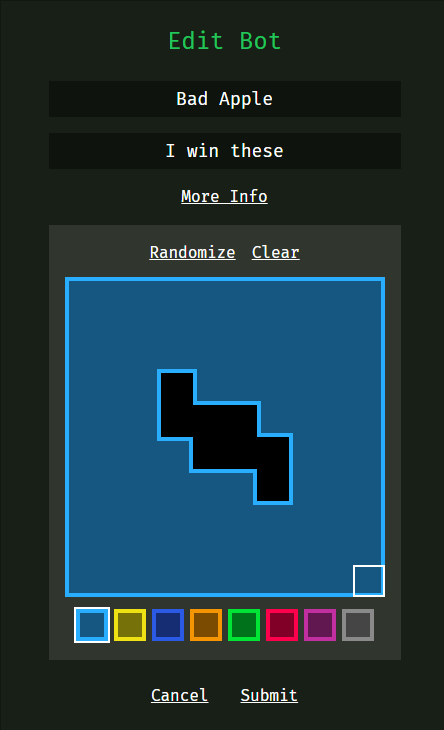 Edit Bot
Bad Apple
I win these
More Info
Randomize Clear
Cancel Submit